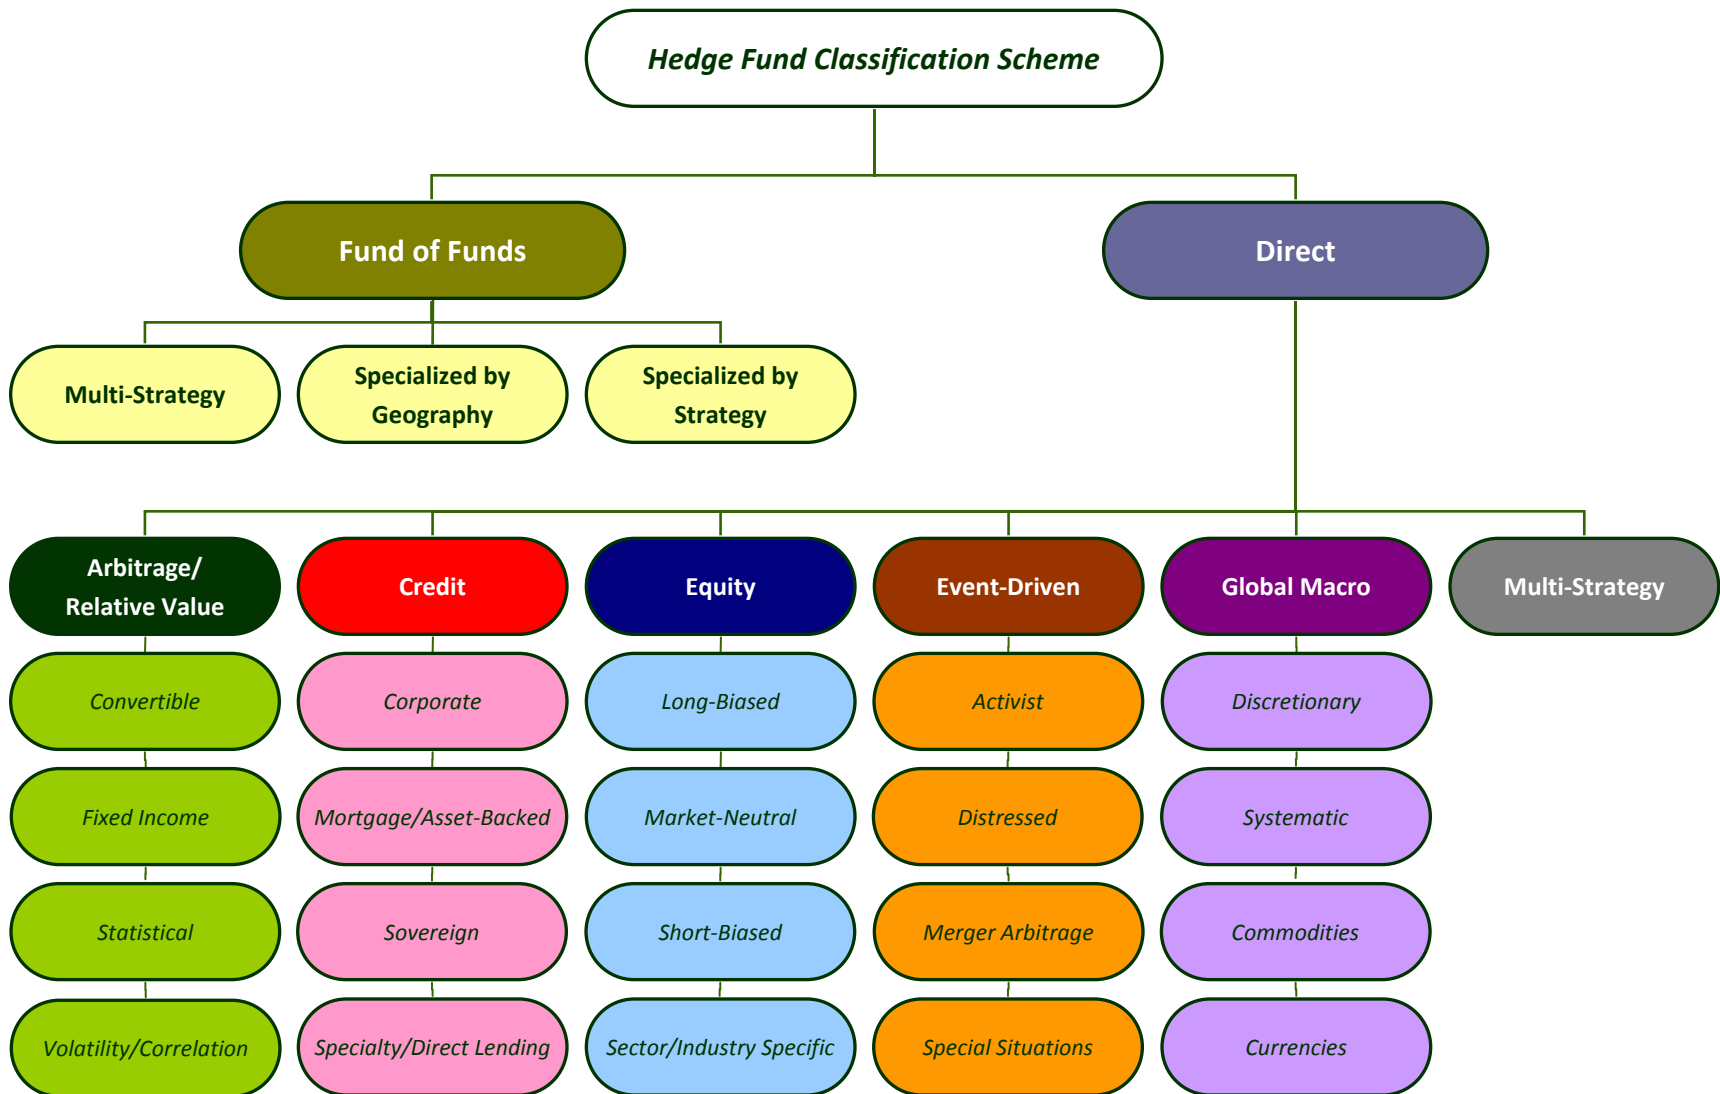 Hedge Fund Classification Scheme
Fund of Funds
Direct
Multi-Strategy
Specialized by
Geography
Specialized by
Strategy
Arbitrage/
Relative Value
Credit
Equity
Event-Driven
Global Macro
Multi-Strategy
Convertible
Corporate
Long-Biased
Activist
Discretionary
Fixed Income
Mortgage/Asset-Backed
Market-Neutral
Distressed
Systematic
Statistical
Sovereign
Short-Biased
Merger Arbitrage
Commodities
Volatility/Correlation
Specialty/Direct Lending
Sector/Industry Specific
Special Situations
Currencies